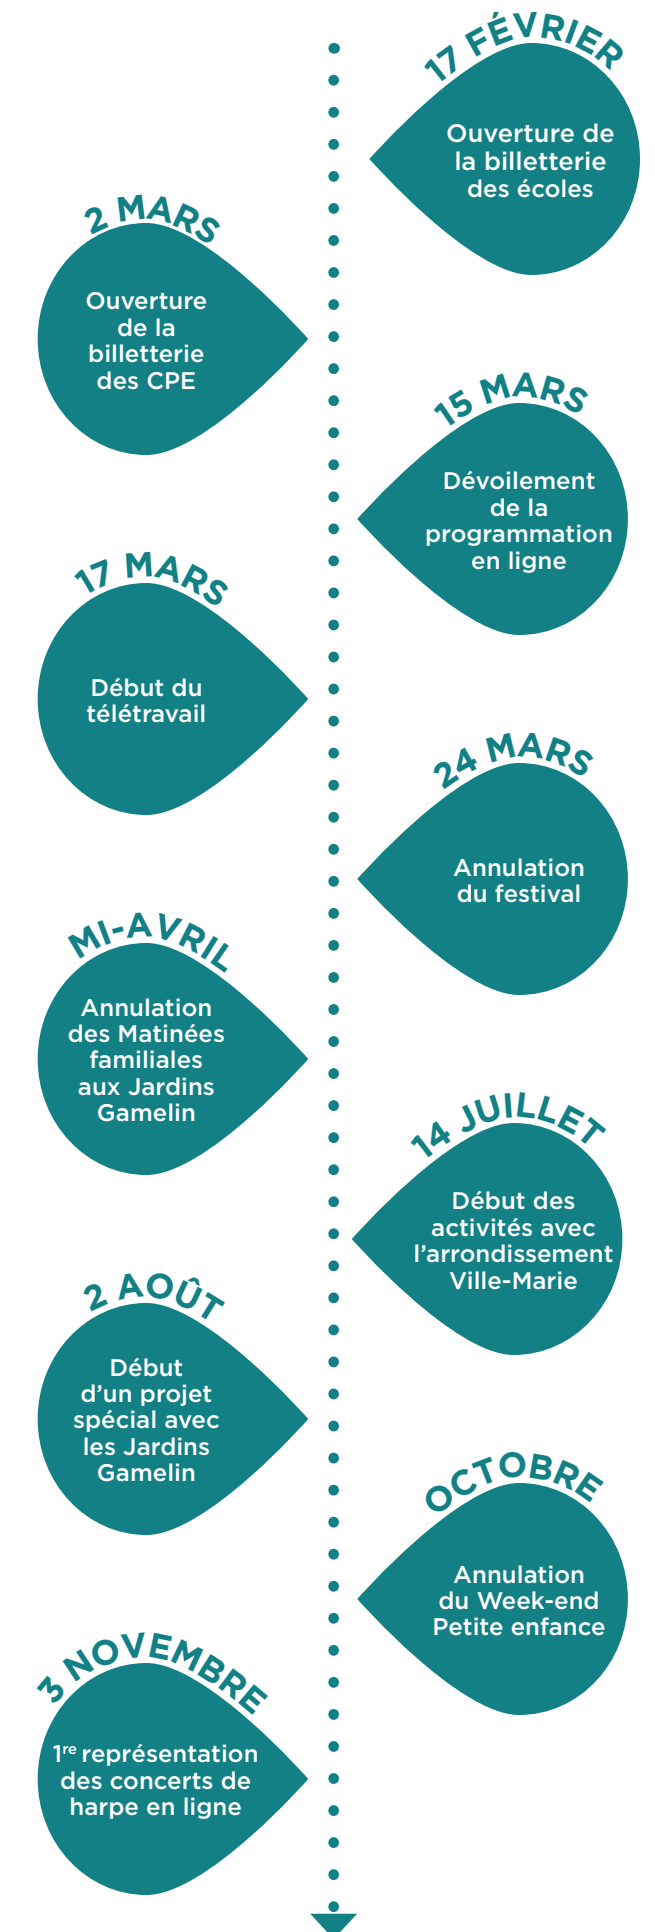 17 FÉVRIER
Ouverture de
la billetterie
des écoles
2 MARS
Ouverture
de la
billetterie
des CPE
15 MARS
Dévoilement
de la
programmation
en ligne
17 MARS
Début du
télétravail
24 MARS
Annulation
du festival
MI-AVRIL
Annulation
des Matinées
familiales
aux Jardins
Gamelin
14 JUILLET
Début des
activités avec
l’arrondissement
Ville-Marie
2 AOÛT
Début
d’un projet
spécial avec
les Jardins
Gamelin
OCTOBRE
Annulation
du Week-end
Petite enfance
3 NOVEMBRE
1re représentation
des concerts de
harpe en ligne